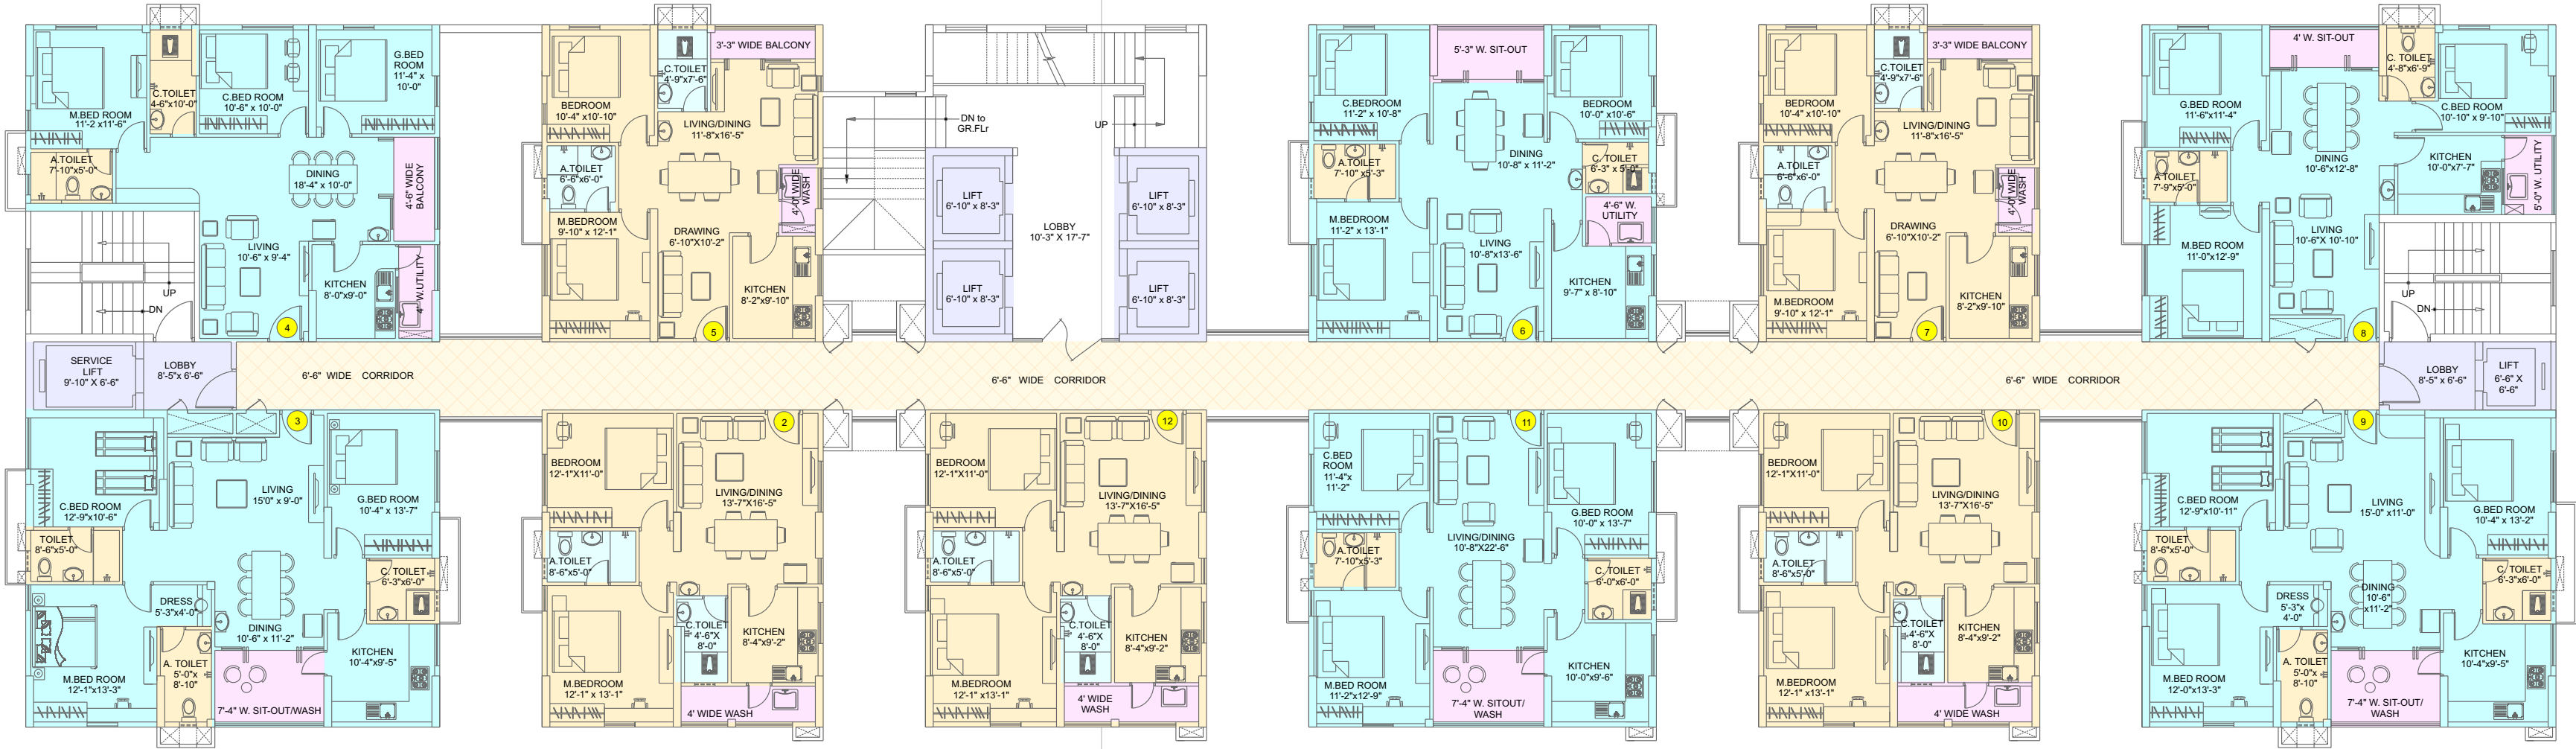 M.BED ROOM
11'-2 x11'-6"
C.TOILET
4-6"x10'-0"
C.BED ROOM
10'-6" x 10'-0"
G.BED
ROOM
11'-4" x
10'-0"
A.TOILET
7'-10"x5'-0"
DINING
18'-4" x 10'-0"
4'-6" WIDE
BALCONY
LIVING
10'-6" x 9'-4"
KITCHEN
8'-0"x9'-0"
4' W.UTILITY
UP
DN
4
BEDROOM
10'-4" x10'-10"
C.TOILET
4'-9"x7'-6"
3'-3" WIDE BALCONY
LIVING/DINING
11'-8"x16'-5"
A.TOILET
6'-6"x6'-0"
4'-0" WIDE
WASH
M.BEDROOM
9'-10" x 12'-1"
DRAWING
6'-10"X10'-2"
KITCHEN
8'-2"x9'-10"
5
DN to
GR.FLr
UP
LIFT
6'-10" x 8'-3"
LIFT
6'-10" x 8'-3"
LOBBY
10'-3" X 17'-7"
LIFT
6'-10" x 8'-3"
LIFT
6'-10" x 8'-3"
C.BEDROOM
11'-2" x 10'-8"
5'-3" W. SIT-OUT
BEDROOM
10'-0" x10'-6"
A.TOILET
7'-10" x5'-3"
DINING
10'-8" x 11'-2"
C. TOILET
6'-3" x 5'-0"
4'-6" W.
UTILITY
M.BEDROOM
11'-2" x 13'-1"
LIVING
10'-8"x13'-6"
KITCHEN
9'-7" x 8'-10"
6
BEDROOM
10'-4" x10'-10"
C.TOILET
4'-9"x7'-6"
3'-3" WIDE BALCONY
LIVING/DINING
11'-8"x16'-5"
A.TOILET
6'-6"x6'-0"
4'-0" WIDE
WASH
DRAWING
6'-10"X10'-2"
M.BEDROOM
9'-10" x 12'-1"
KITCHEN
8'-2"x9'-10"
7
G.BED ROOM
11'-6"x11'-4"
4' W. SIT-OUT
C. TOILET
4'-8"x6'-9"
C.BED ROOM
10'-10" x 9'-10"
A.TOILET
7'-9"x5'-0"
DINING
10'-6"x12'-8"
KITCHEN
10'-0"x7'-7"
5'-0" W. UTILITY
M.BED ROOM
11'-0"x12'-9"
LIVING
10'-6"X 10'-10"
UP
DN
8
SERVICE
LIFT
9'-10" X 6'-6"
LOBBY
8'-5"x 6'-6"
6'-6" WIDE CORRIDOR
6'-6" WIDE CORRIDOR
6'-6" WIDE CORRIDOR
LOBBY
8'-5" x 6'-6"
LIFT
6'-6" X
6'-6"
3
C.BED ROOM
12'-9"x10'-6"
LIVING
15'0" x 9'-0"
G.BED ROOM
10'-4" x 13'-7"
TOILET
8'-6"x5'-0"
C. TOILET
6'-3"x6'-0"
DRESS
5'-3"x4'-0"
DINING
10'-6" x 11'-2"
M.BED ROOM
12'-1"x13'-3"
A. TOILET
5'-0"x
8'-10"
KITCHEN
10'-4"x9'-5"
7'-4" W. SIT-OUT/WASH
2
BEDROOM
12'-1"X11'-0"
LIVING/DINING
13'-7"X16'-5"
A.TOILET
8'-6"x5'-0"
C.TOILET
4'-6"X
8'-0"
KITCHEN
8'-4"x9'-2"
M.BEDROOM
12'-1" x 13'-1"
4' WIDE WASH
12
BEDROOM
12'-1"X11'-0"
LIVING/DINING
13'-7"X16'-5"
A.TOILET
8'-6"x5'-0"
C.TOILET
4'-6"X
8'-0"
KITCHEN
8'-4"x9'-2"
M.BEDROOM
12'-1" x13'-1"
4' WIDE
WASH
11
C.BED
ROOM
11'-4"x
11'-2"
G.BED ROOM
10'-0" x 13'-7"
LIVING/DINING
10'-8"X22'-6"
A.TOILET
7'-10"x5'-3"
C. TOILET
6'-0"x6'-0"
M.BED ROOM
11'-2"x12'-9"
KITCHEN
10'-0"x9'-6"
7'-4" W. SITOUT/
WASH
10
BEDROOM
12'-1"X11'-0"
LIVING/DINING
13'-7"X16'-5"
A.TOILET
8'-6"x5'-0"
C.TOILET
4'-6"X
8'-0"
KITCHEN
8'-4"x9'-2"
M.BEDROOM
12'-1" x13'-1"
4' WIDE WASH
9
C.BED ROOM
12'-9"x10'-11"
LIVING
15'-0" x11'-0"
G.BED ROOM
10'-4" x 13'-2"
TOILET
8'-6"x5'-0"
C. TOILET
6'-3"x6'-0"
DRESS
5'-3"x
4'-0"
DINING
10'-6"
x11'-2"
M.BED ROOM
12'-0"x13'-3"
A. TOILET
5'-0"x
8'-10"
KITCHEN
10'-4"x9'-5"
7'-4" W. SIT-OUT/
WASH